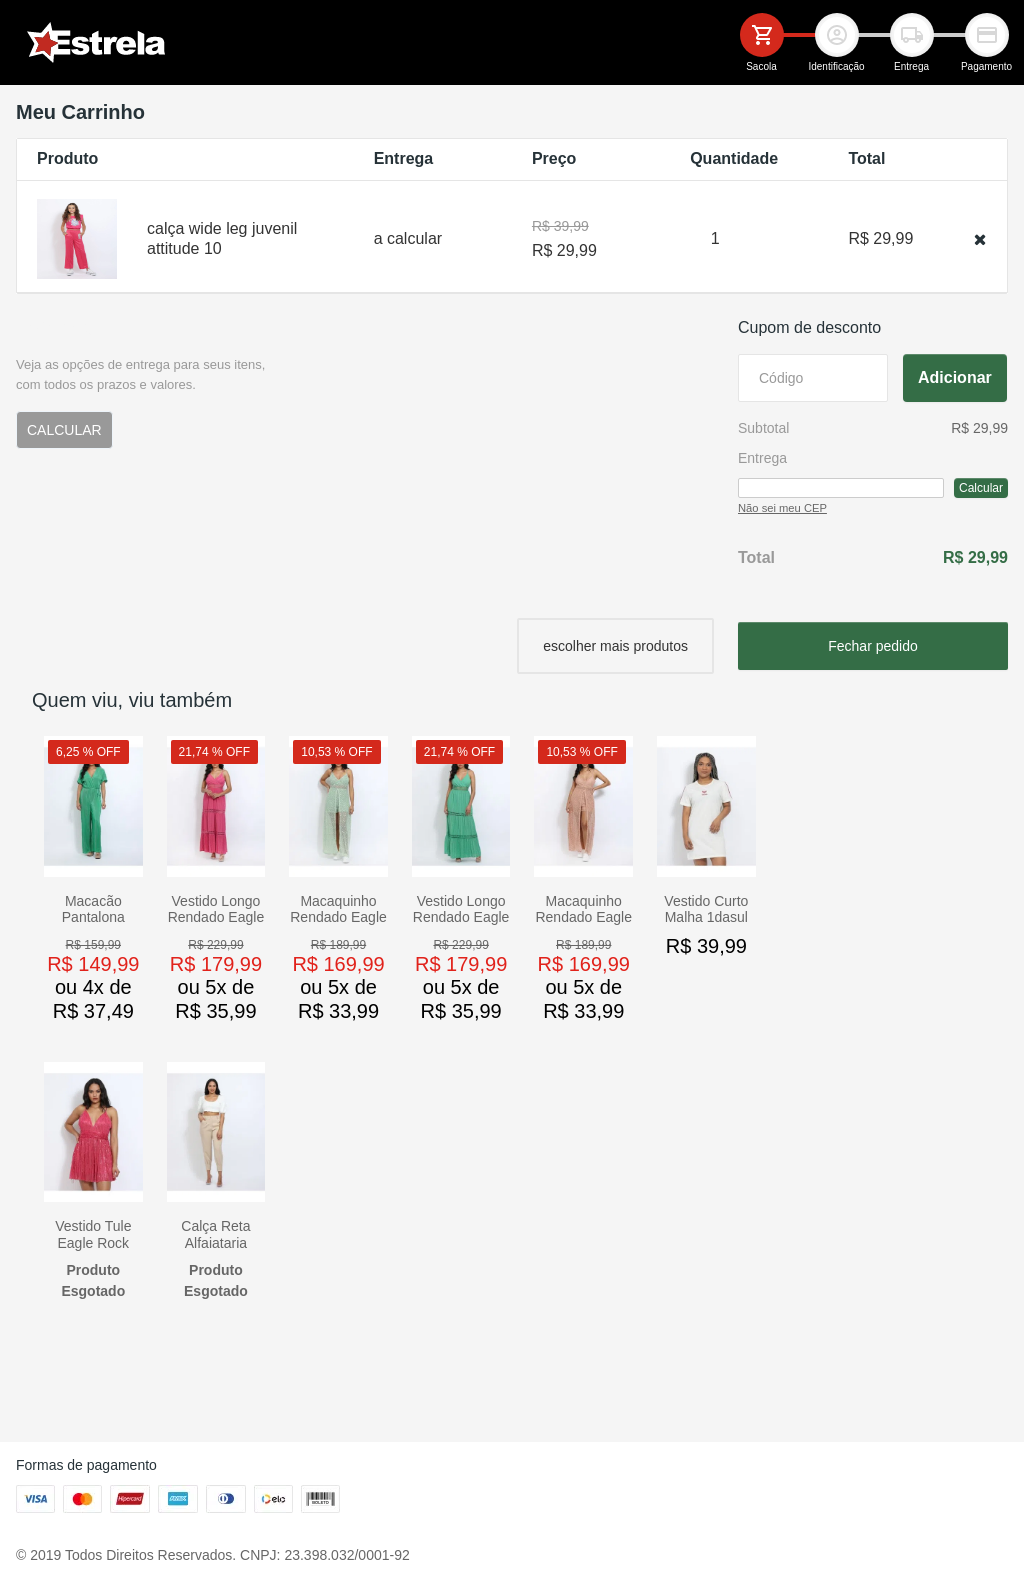 Estrela
Sacola
Identificação
Entrega
Pagamento
Meu Carrinho
Produto
Entrega
Preço
Quantidade
Total
calça wide leg juvenil
attitude 10
a calcular
R$ 39,99
R$ 29,99
1
R$ 29,99
Cupom de desconto
Veja as opções de entrega para seus itens,
com todos os prazos e valores.
CALCULAR
Código
Adicionar
Subtotal
R$ 29,99
Entrega
Calcular
Não sei meu CEP
Total
R$ 29,99
escolher mais produtos
Fechar pedido
Quem viu, viu também
6,25 % OFF
21,74 % OFF
10,53 % OFF
21,74 % OFF
10,53 % OFF
Macacão
Pantalona
R$ 159,99
R$ 149,99
ou 4x de
R$ 37,49
Vestido Longo
Rendado Eagle
R$ 229,99
R$ 179,99
ou 5x de
R$ 35,99
Macaquinho
Rendado Eagle
R$ 189,99
R$ 169,99
ou 5x de
R$ 33,99
Vestido Longo
Rendado Eagle
R$ 229,99
R$ 179,99
ou 5x de
R$ 35,99
Macaquinho
Rendado Eagle
R$ 189,99
R$ 169,99
ou 5x de
R$ 33,99
Vestido Curto
Malha 1dasul
R$ 39,99
Vestido Tule
Eagle Rock
Produto
Esgotado
Calça Reta
Alfaiataria
Produto
Esgotado
Formas de pagamento
VISA
Hipercard
elo
BOLETO
© 2019 Todos Direitos Reservados. CNPJ: 23.398.032/0001-92